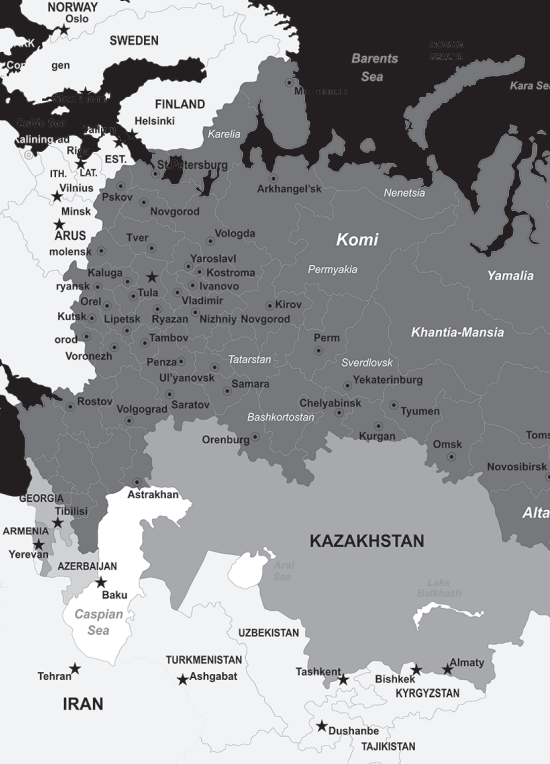 NORWAY
Oslo
SWEDEN
gen
FINLAND
Helsinki
Barents
Sea
Kara Sea
Karelia
EST.
LAT.
ITH.
Vilnius
Minsk
ARUS
St. Petersburg
Pskov
Novgorod
Arkhangel'sk
Nenetsia
Tver
Vologda
Komi
molensk
Yaroslavl
Kostroma
Permyakia
Yamalia
Kaluga
Ivanovo
ryansk
Tula
Vladimir
Orel
Kirov
Kutsk
Lipetsk
Ryazan
Nizhniy Novgorod
Khantia-Mansia
orod
Tambov
Perm
Voronezh
Penza
Tatarstan
Sverdlovsk
Ul'yanovsk
Samara
Yekaterinburg
Rostov
Volgograd
Saratov
Chelyabinsk
Tyumen
Bashkortostan
Orenburg
Kurgan
Omsk
Toms
Novosibirsk
Astrakhan
GEORGIA
Tibilisi
Alta
ARMENIA
Yerevan
KAZAKHSTAN
AZERBAIJAN
Baku
Aral
Sea
Lake
Balkhash
Caspian
Sea
UZBEKISTAN
TURKMENISTAN
Tehran
Ashgabat
Tashkent
Bishkek
Almaty
KYRGYZSTAN
IRAN
Dushanbe
TAJIKISTAN